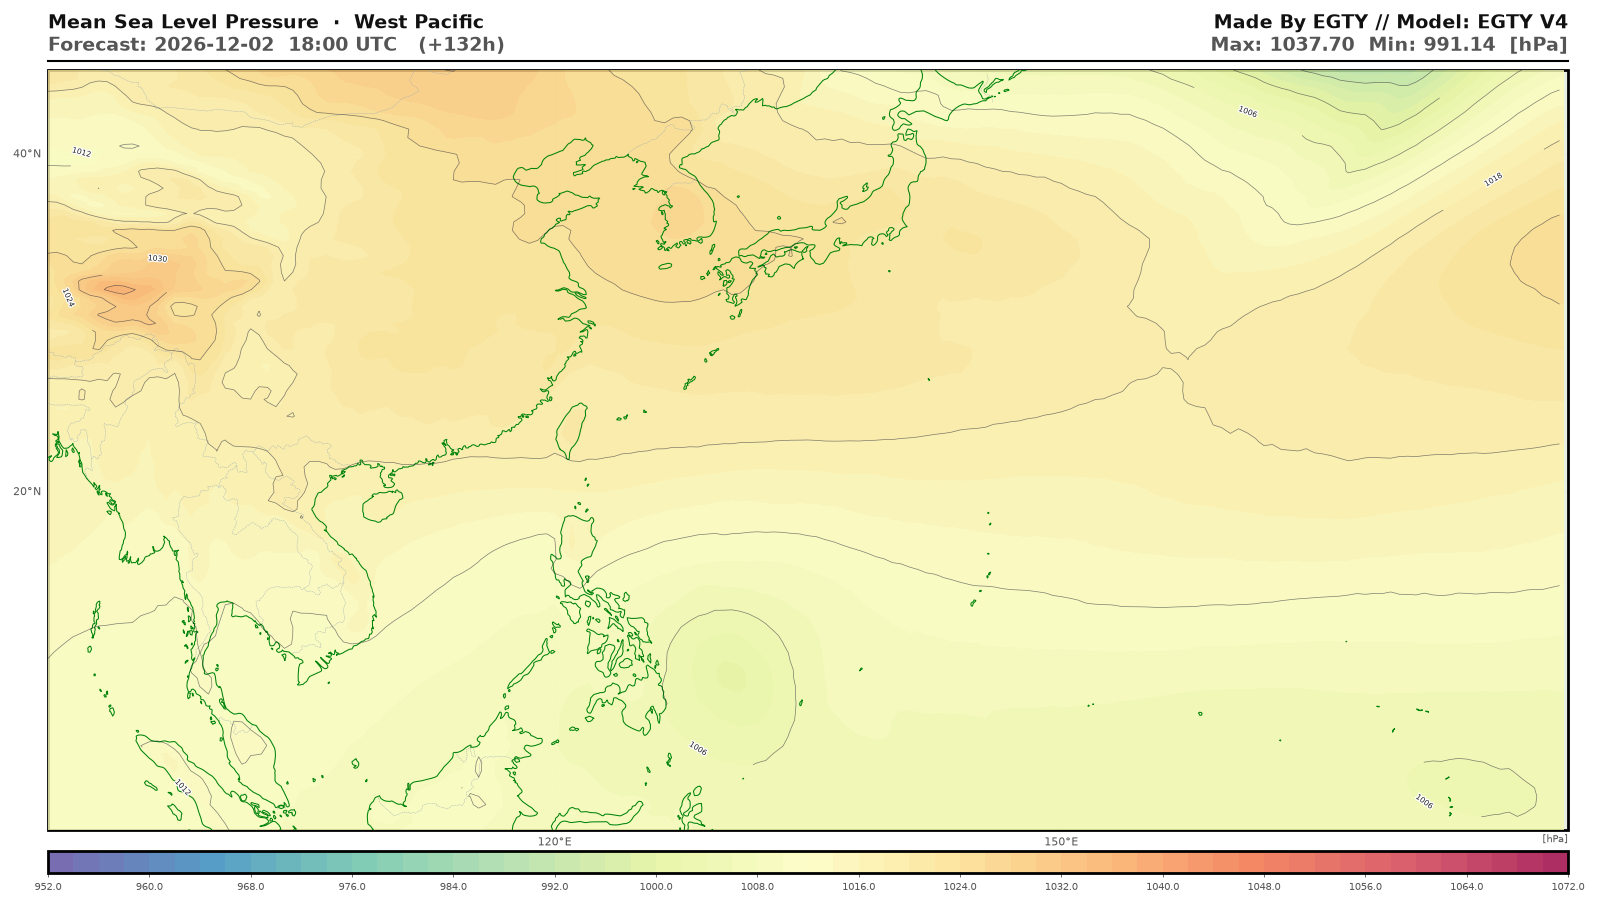 Mean Sea Level Pressure · West Pacific
Made By EGTY // Model: EGTY V4
Forecast: 2026-12-02 18:00 UTC (+132h)
Max: 1037.70 Min: 991.14 [hPa]
1006
40°N
1012
1018
1030
1024
20°N
1006
1012
1006
120°E
150°E
[hPa]
952.0 960.0 968.0 976.0 984.0 992.0 1000.0 1008.0 1016.0 1024.0 1032.0 1040.0 1048.0 1056.0 1064.0 1072.0